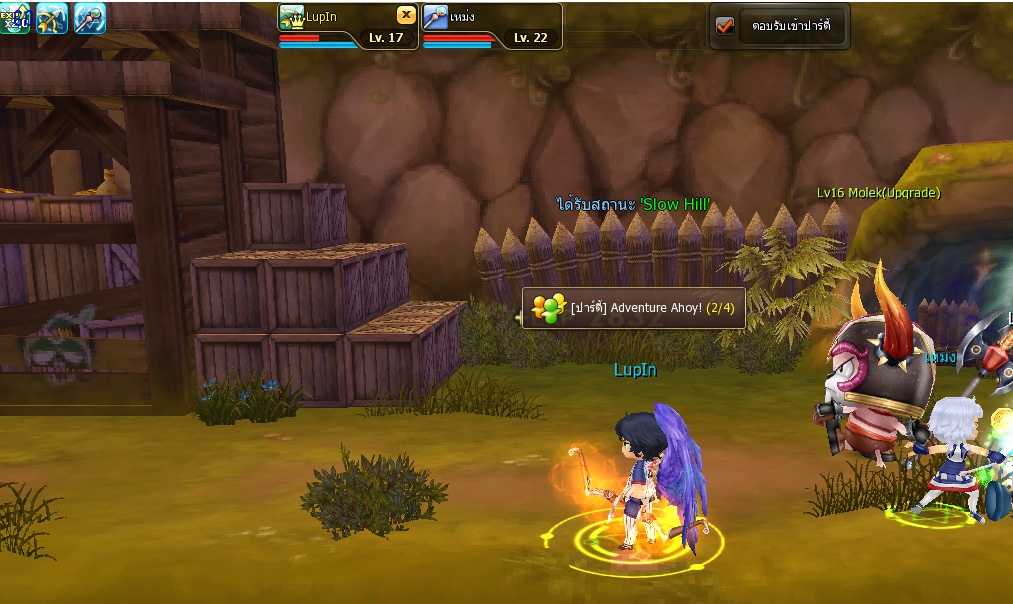 EXP
x20
LupIn
Lv. 17
เหม่ง
Lv. 22
ตอบรับเข้าปาร์ตี้
Lv16 Molek(Upgrade)
ได้รับสถานะ 'Slow Hill'
[ปาร์ตี้] Adventure Ahoy! (2/4)
เหม่ง
LupIn